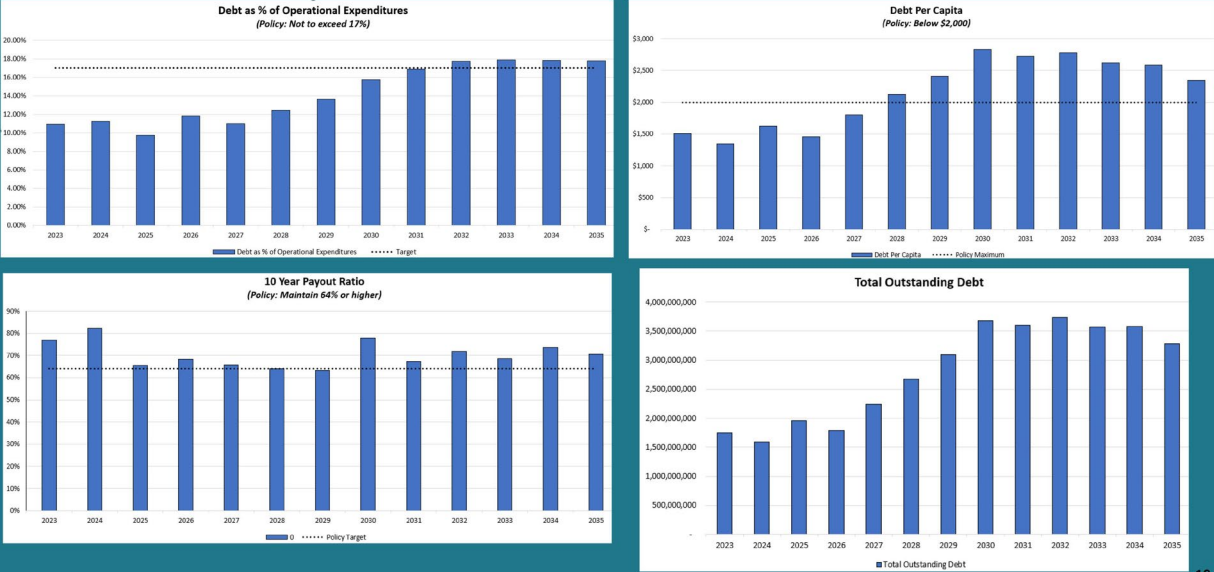 Debt as % of Operational Expenditures
(Policy: Not to exceed 17%)
20.00%
18.00%
16.00%
14.00%
12.00%
10.00%
8.00%
6.00%
4.00%
2.00%
0.00%
2023 2024 2025 2026 2027 2028 2029 2030 2031 2032 2033 2034 2035
Debt as % of Operational Expenditures Target
Debt Per Capita
(Policy: Below $2,000)
$3,000
$2,500
$2,000
$1,500
$1,000
$500
$-
2023 2024 2025 2026 2027 2028 2029 2030 2031 2032 2033 2034 2035
Debt Per Capita Policy Maximum
10 Year Payout Ratio
(Policy: Maintain 64% or higher)
90%
80%
70%
60%
50%
40%
30%
20%
10%
0%
2023 2024 2025 2026 2027 2028 2029 2030 2031 2032 2033 2034 2035
0 Policy Target
Total Outstanding Debt
4,000,000,000
3,500,000,000
3,000,000,000
2,500,000,000
2,000,000,000
1,500,000,000
1,000,000,000
500,000,000
-
2023 2024 2025 2026 2027 2028 2029 2030 2031 2032 2033 2034 2035
Total Outstanding Debt